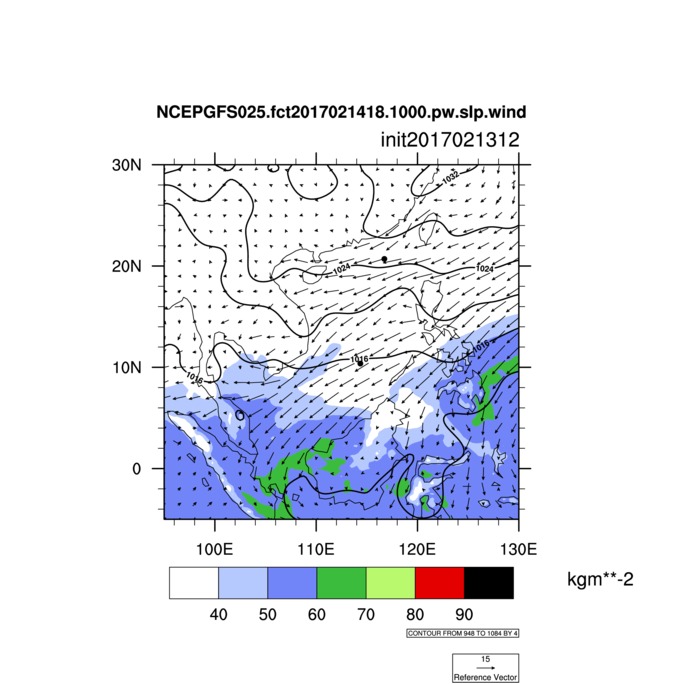 NCEPGFS025.fct2017021418.1000.pw.slp.wind
init2017021312
30N
1032
20N
1024
1024
1016
10N
1016
1016
0
100E
110E
120E
130E
kgm**-2
40
50
60
70
80
90
CONTOUR FROM 948 TO 1084 BY 4
15
Reference Vector